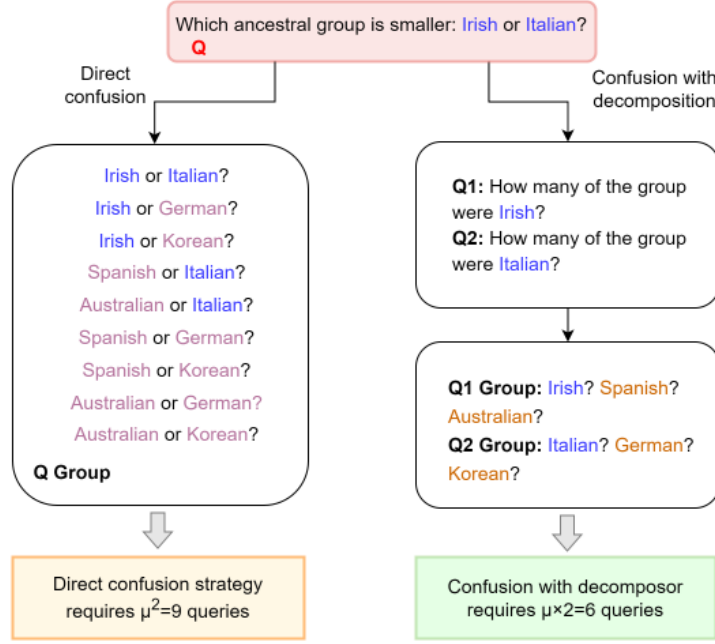 Which ancestral group is smaller: Irish or Italian?
Q
Direct
confusion
Confusion with
decomposition
Irish or Italian?
Irish or German?
Irish or Korean?
Spanish or Italian?
Australian or Italian?
Spanish or German?
Spanish or Korean?
Australian or German?
Australian or Korean?
Q Group
Direct confusion strategy
requires μ²=9 queries
Q1: How many of the group
were Irish?
Q2: How many of the group
were Italian?
Q1 Group: Irish? Spanish?
Australian?
Q2 Group: Italian? German?
Korean?
Confusion with decomposor
requires μ×2=6 queries